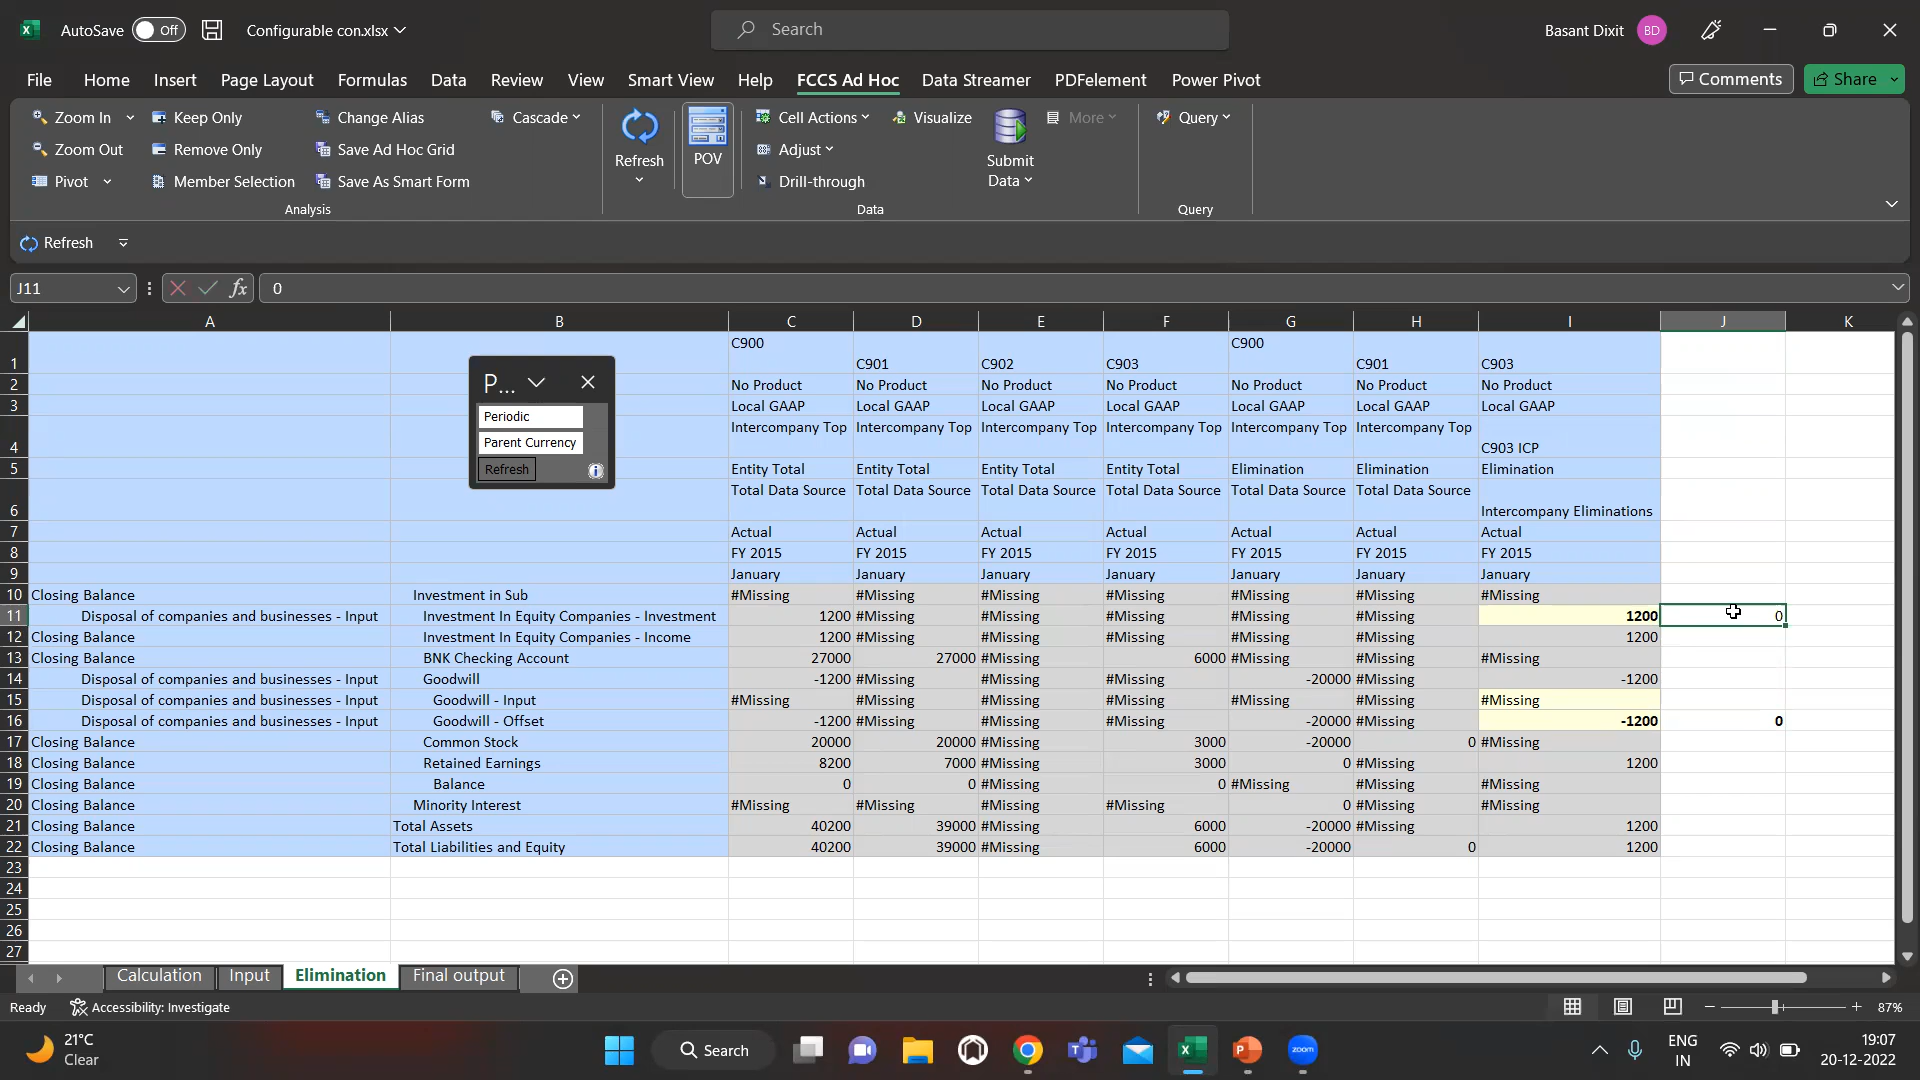 AutoSave Off Configurable con.xlsx Search Basant Dixit BD
File Home Insert Page Layout Formulas Data Review View Smart View Help FCCS Ad Hoc Data Streamer PDFelement Power Pivot Comments Share
Zoom In Keep Only Change Alias Cascade Cell Actions Visualize More Query
Zoom Out Remove Only Save Ad Hoc Grid Refresh POV Adjust Submit Data
Pivot Member Selection Save As Smart Form Drill-through
Analysis Data Query
Refresh
J11 fx 0
A B C D E F G H I J K
1 C900 C901 C902 C903 C900 C901 C903
2 No Product No Product No Product No Product No Product No Product No Product
3 Local GAAP Local GAAP Local GAAP Local GAAP Local GAAP Local GAAP Local GAAP
4 Intercompany Top Intercompany Top Intercompany Top Intercompany Top Intercompany Top Intercompany Top C903 ICP
5 Entity Total Entity Total Entity Total Entity Total Elimination Elimination Elimination
6 Total Data Source Total Data Source Total Data Source Total Data Source Total Data Source Total Data Source Intercompany Eliminations
7 Actual Actual Actual Actual Actual Actual Actual
8 FY 2015 FY 2015 FY 2015 FY 2015 FY 2015 FY 2015 FY 2015
9 January January January January January January January
P...
Periodic
Parent Currency
Refresh
10 Closing Balance Investment in Sub #Missing #Missing #Missing #Missing #Missing #Missing #Missing
11 Disposal of companies and businesses - Input Investment In Equity Companies - Investment 1200 #Missing #Missing #Missing #Missing #Missing 1200 0
12 Closing Balance Investment In Equity Companies - Income 1200 #Missing #Missing #Missing #Missing #Missing 1200
13 Closing Balance BNK Checking Account 27000 27000 #Missing 6000 #Missing #Missing #Missing
14 Disposal of companies and businesses - Input Goodwill -1200 #Missing #Missing #Missing -20000 #Missing -1200
15 Disposal of companies and businesses - Input Goodwill - Input #Missing #Missing #Missing #Missing #Missing #Missing #Missing
16 Disposal of companies and businesses - Input Goodwill - Offset -1200 #Missing #Missing #Missing -20000 #Missing -1200 0
17 Closing Balance Common Stock 20000 20000 #Missing 3000 -20000 0 #Missing
18 Closing Balance Retained Earnings 8200 7000 #Missing 3000 0 #Missing 1200
19 Closing Balance Balance 0 0 #Missing 0 #Missing #Missing #Missing
20 Closing Balance Minority Interest #Missing #Missing #Missing #Missing 0 #Missing #Missing
21 Closing Balance Total Assets 40200 39000 #Missing 6000 -20000 #Missing 1200
22 Closing Balance Total Liabilities and Equity 40200 39000 #Missing 6000 -20000 0 1200
23
24
25
26
27
Calculation Input Elimination Final output
Ready Accessibility: Investigate 87%
21°C
Clear
Search
zoom
ENG
IN
19:07
20-12-2022